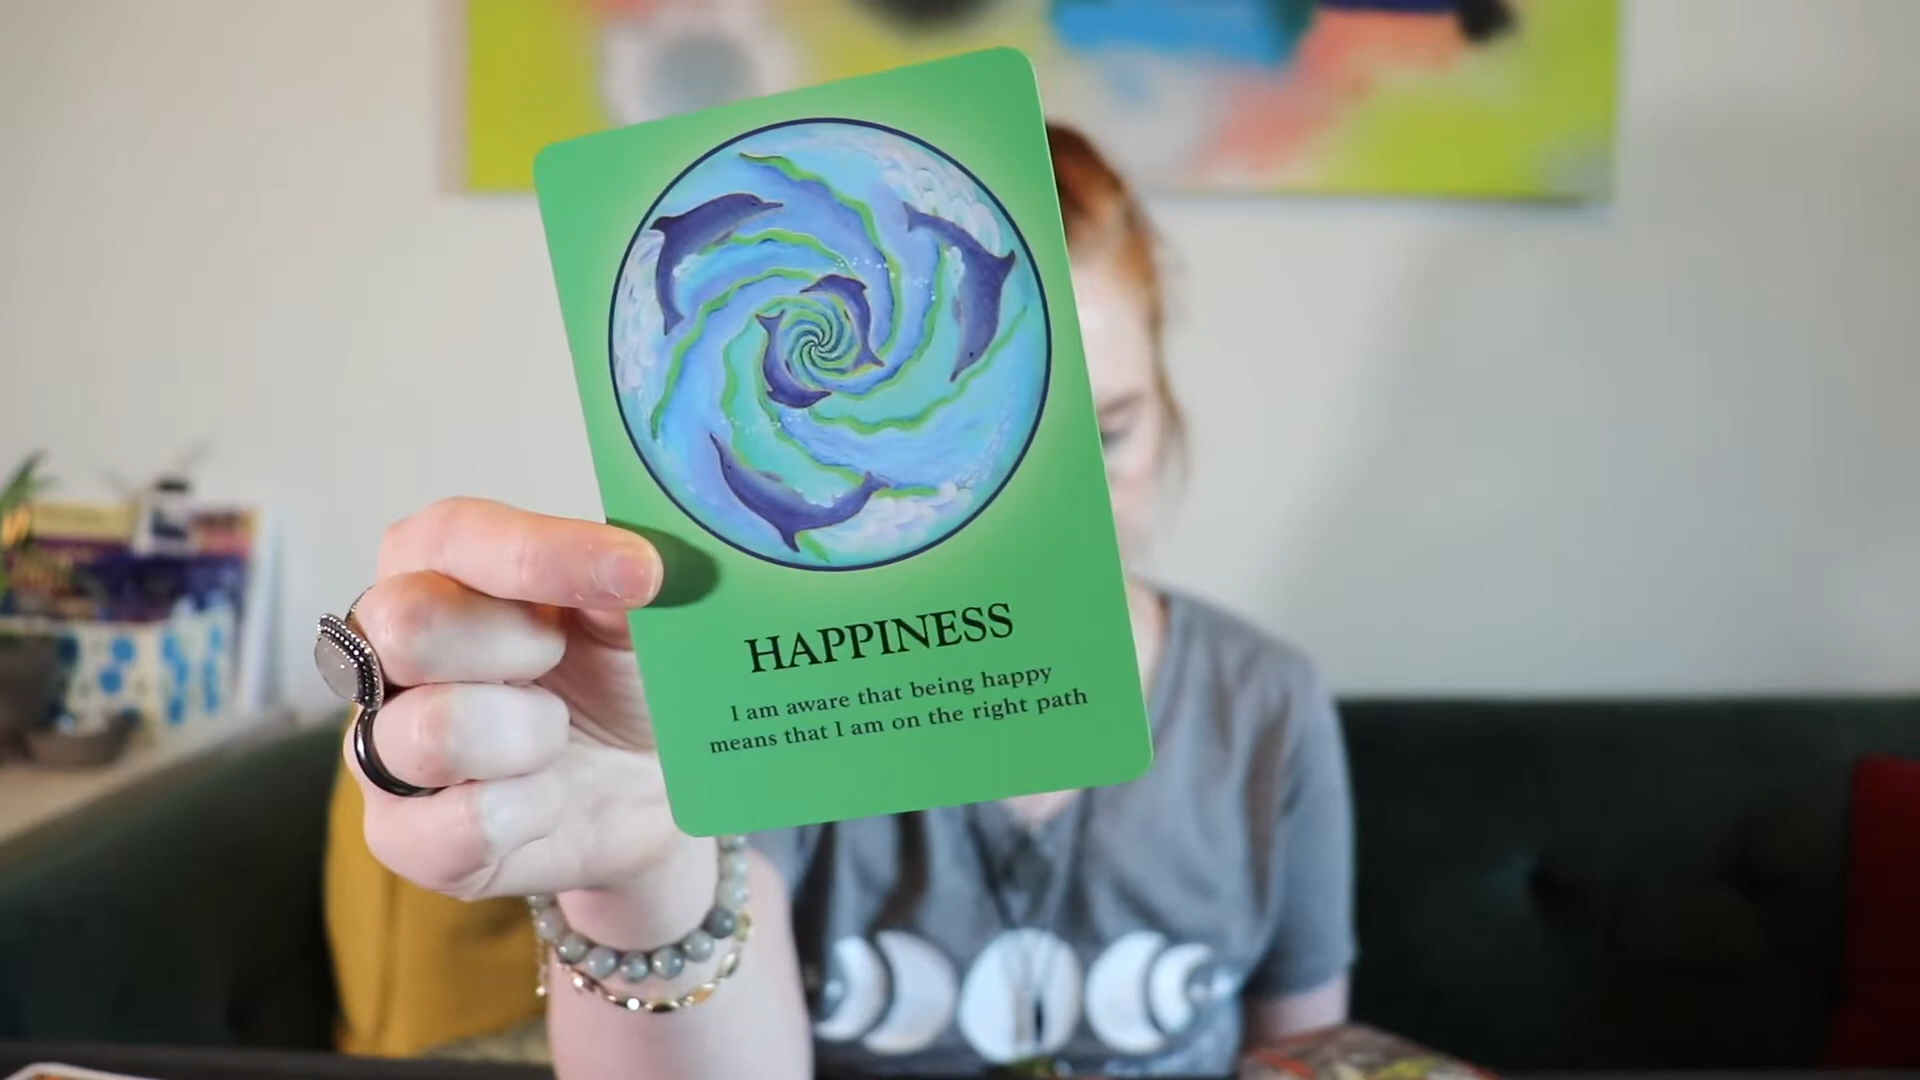 HAPPINESS
I am aware that being happy
means that I am on the right path